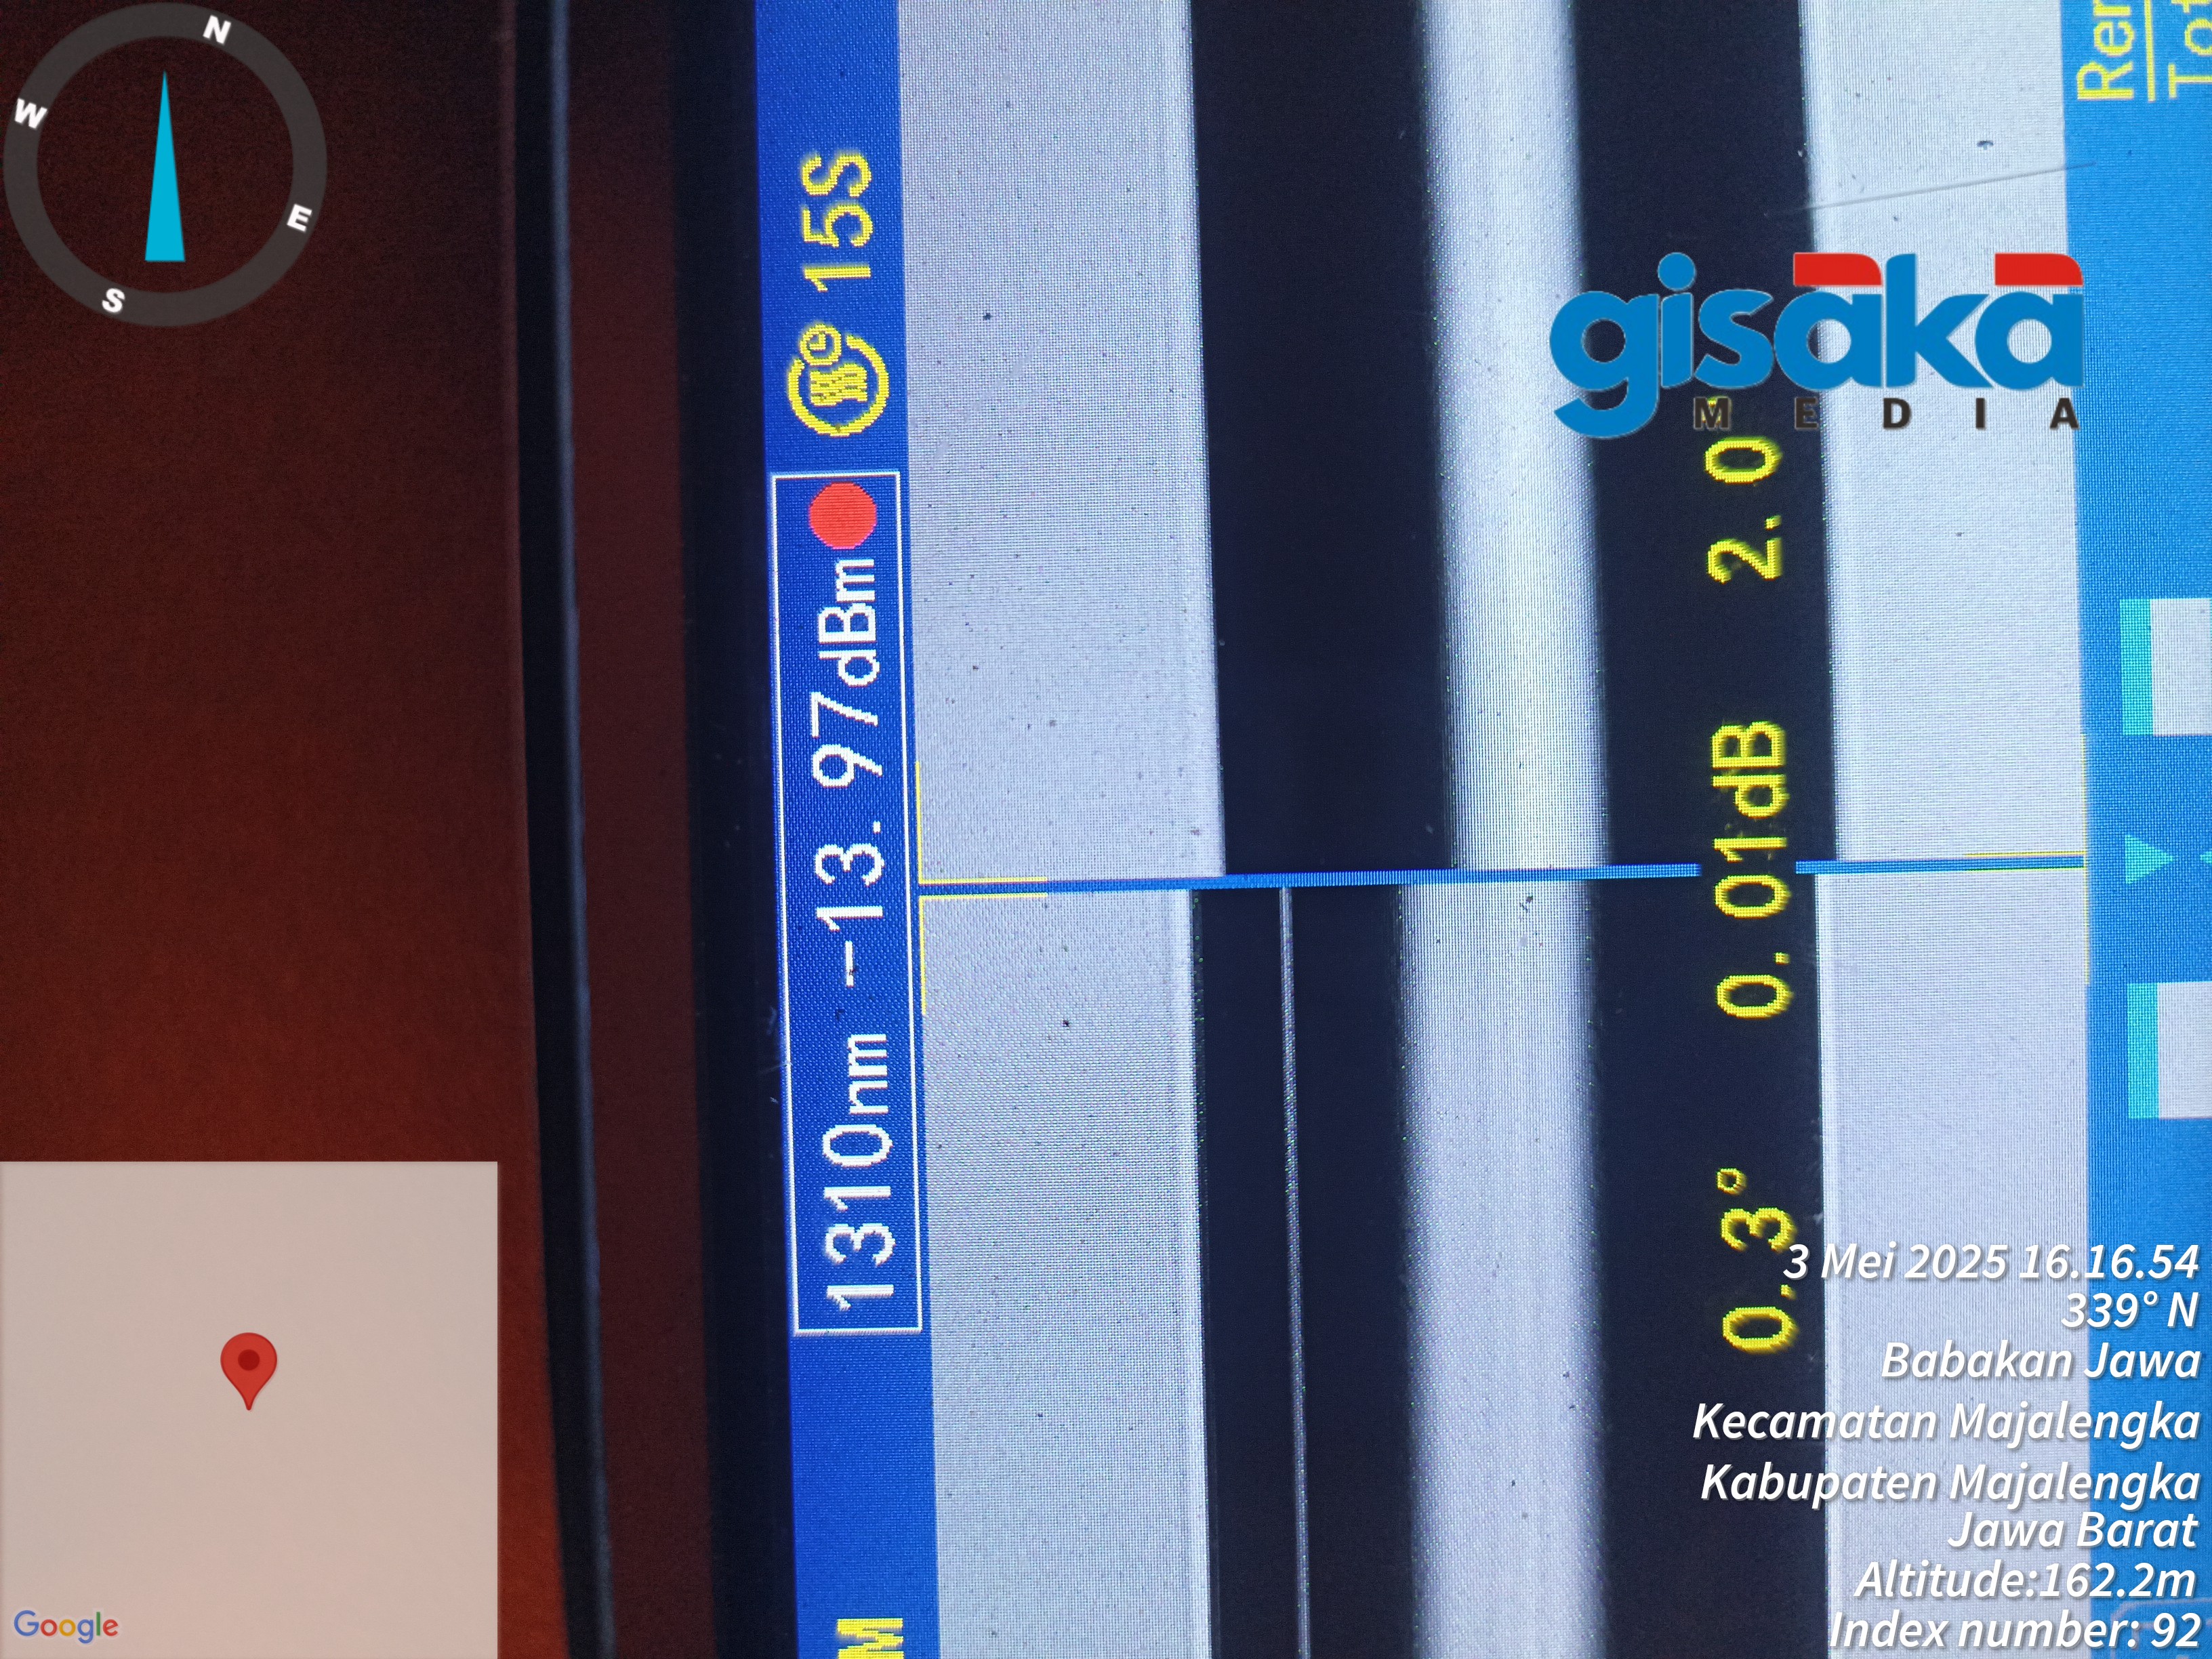 N
W
E
S
15S
1310nm -13.97dBm
gisaka
MEDIA
2.0
0.01dB
0.3°
3 Mei 2025 16.16.54
339° N
Babakan Jawa
Kecamatan Majalengka
Kabupaten Majalengka
Jawa Barat
Altitude:162.2m
Index number: 92
Google